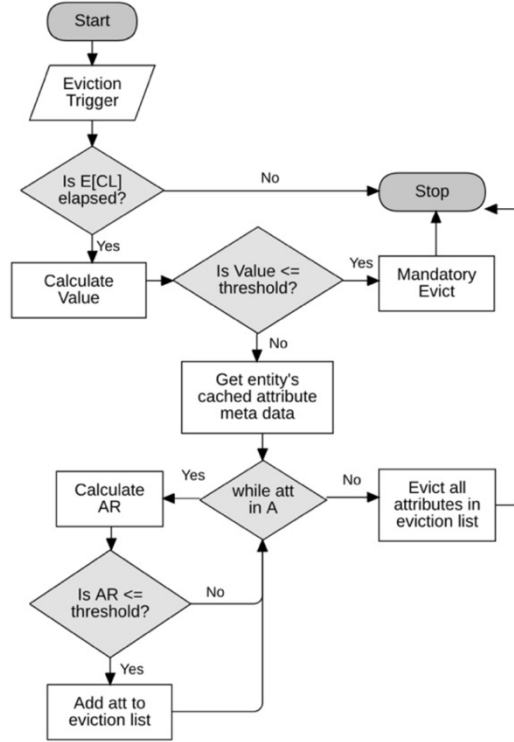 Start
Eviction
Trigger
Is E[CL]
elapsed?
No
Stop
Yes
Calculate
Value
Is Value <=
threshold?
Yes
Mandatory
Evict
No
Get entity's
cached attribute
meta data
while att
in A
Yes
Calculate
AR
No
Evict all
attributes in
eviction list
Is AR <=
threshold?
No
Yes
Add att to
eviction list